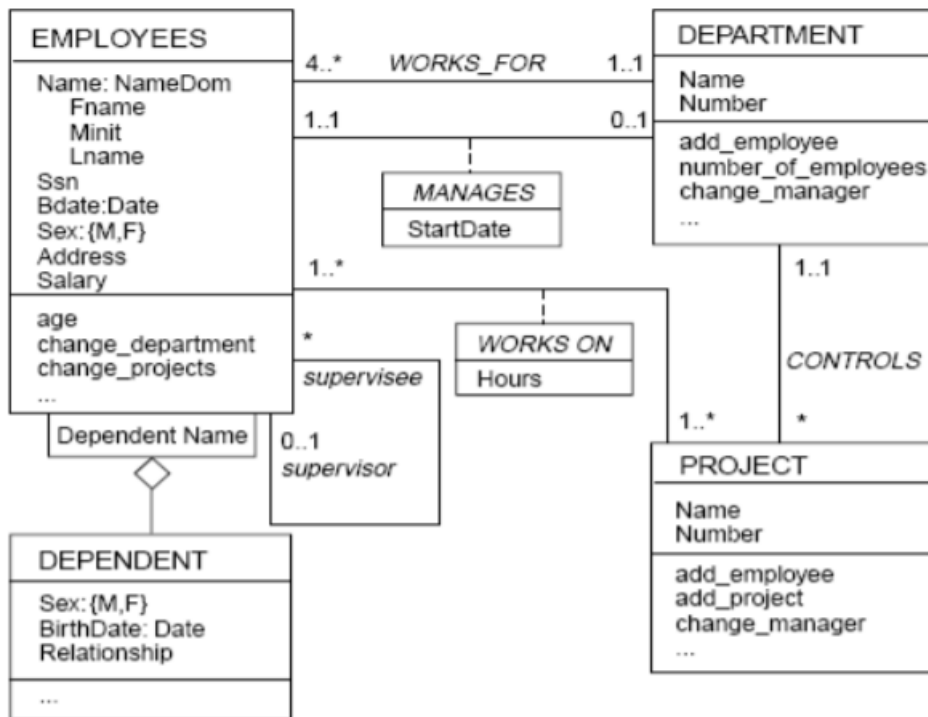 EMPLOYEES
Name: NameDom
Fname
Minit
Lname
Ssn
Bdate:Date
Sex:{M,F}
Address
Salary
age
change_department
change_projects
...
Dependent Name
4..*
WORKS_FOR
1..1
1..1
0..1
MANAGES
StartDate
DEPARTMENT
Name
Number
add_employee
number_of_employees
change_manager
...
1..*
WORKS ON
Hours
1..*
*
supervisee
0..1
supervisor
1..1
CONTROLS
*
PROJECT
Name
Number
add_employee
add_project
change_manager
...
DEPENDENT
Sex:{M,F}
BirthDate: Date
Relationship
...